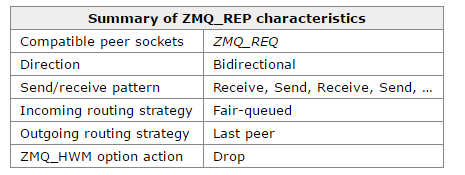 Summary of ZMQ_REP characteristics
Compatible peer sockets ZMQ_REQ
Direction Bidirectional
Send/receive pattern Receive, Send, Receive, Send, ...
Incoming routing strategy Fair-queued
Outgoing routing strategy Last peer
ZMQ_HWM option action Drop